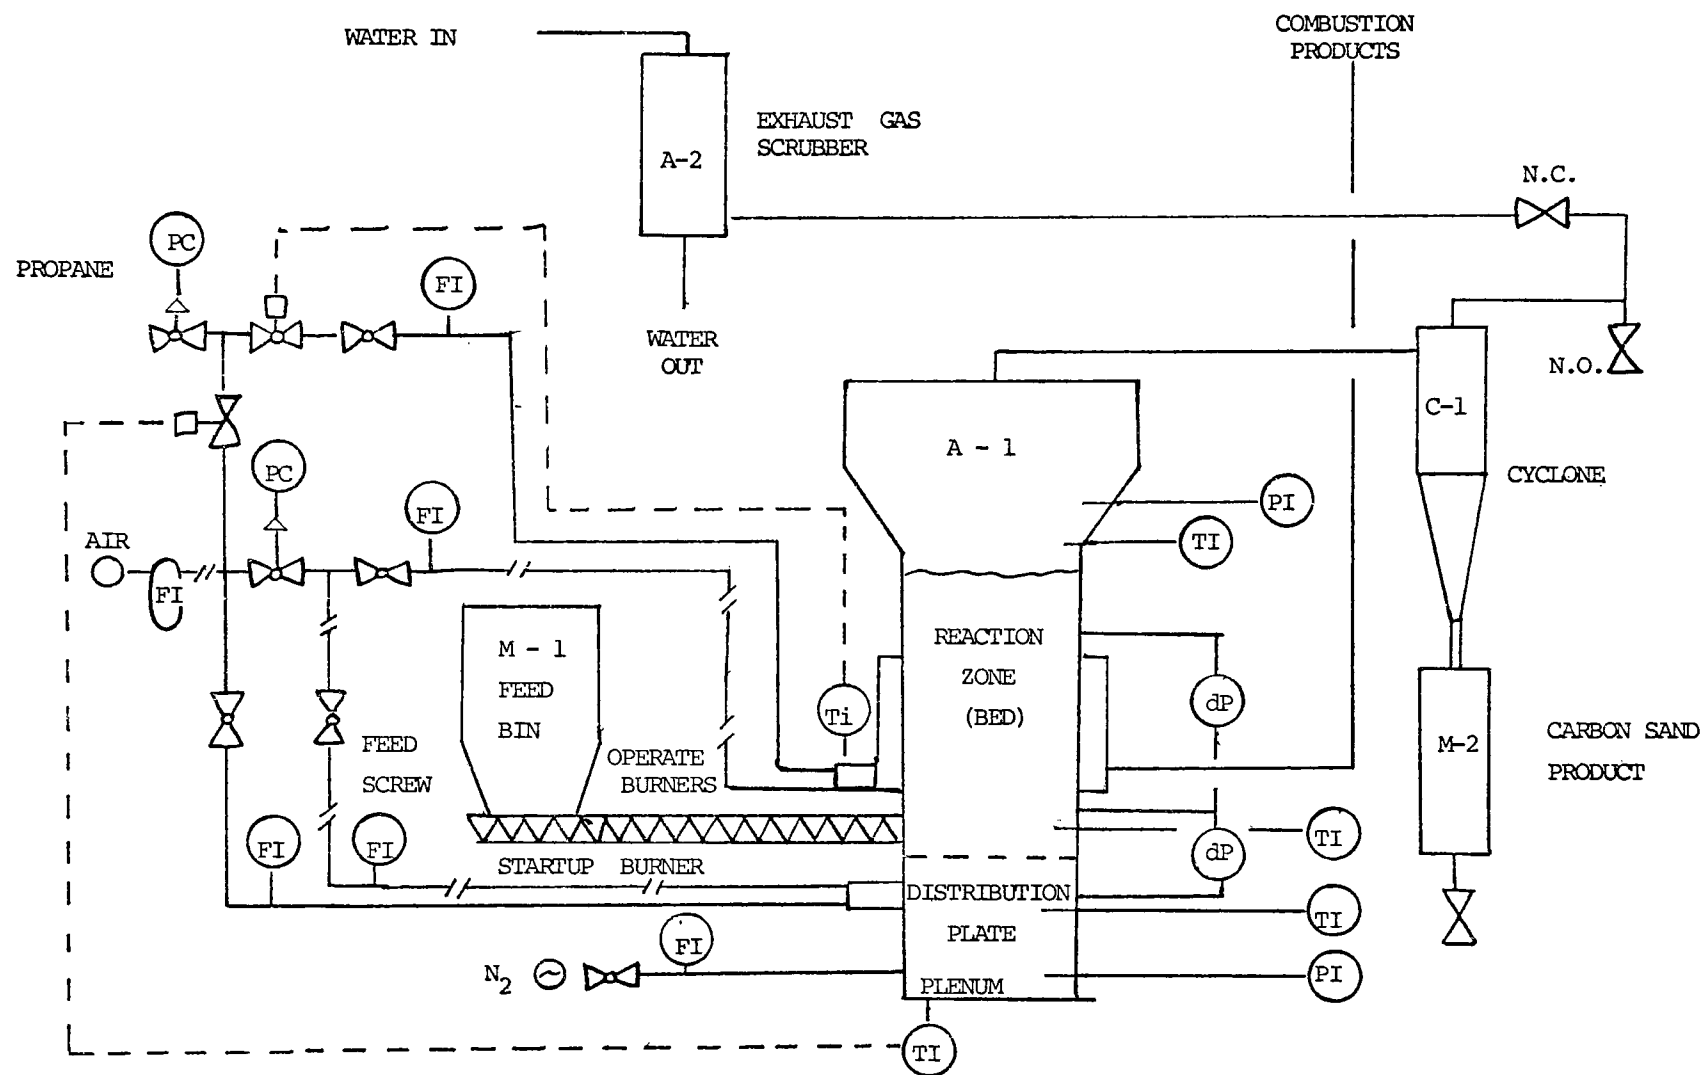 WATER IN
COMBUSTION
PRODUCTS
EXHAUST GAS
SCRUBBER
A-2
N.C.
PC
PROPANE
FI
WATER
OUT
N.O.
C-1
A - 1
PC
CYCLONE
FI
PI
AIR
TI
FI
M - 1
FEED
BIN
REACTION
ZONE
(BED)
Ti
dP
FEED
SCREW
OPERATE
BURNERS
M-2
CARBON SAND
PRODUCT
FI
FI
STARTUP BURNER
dP
TI
DISTRIBUTION
PLATE
TI
FI
N2
PLENUM
PI
TI